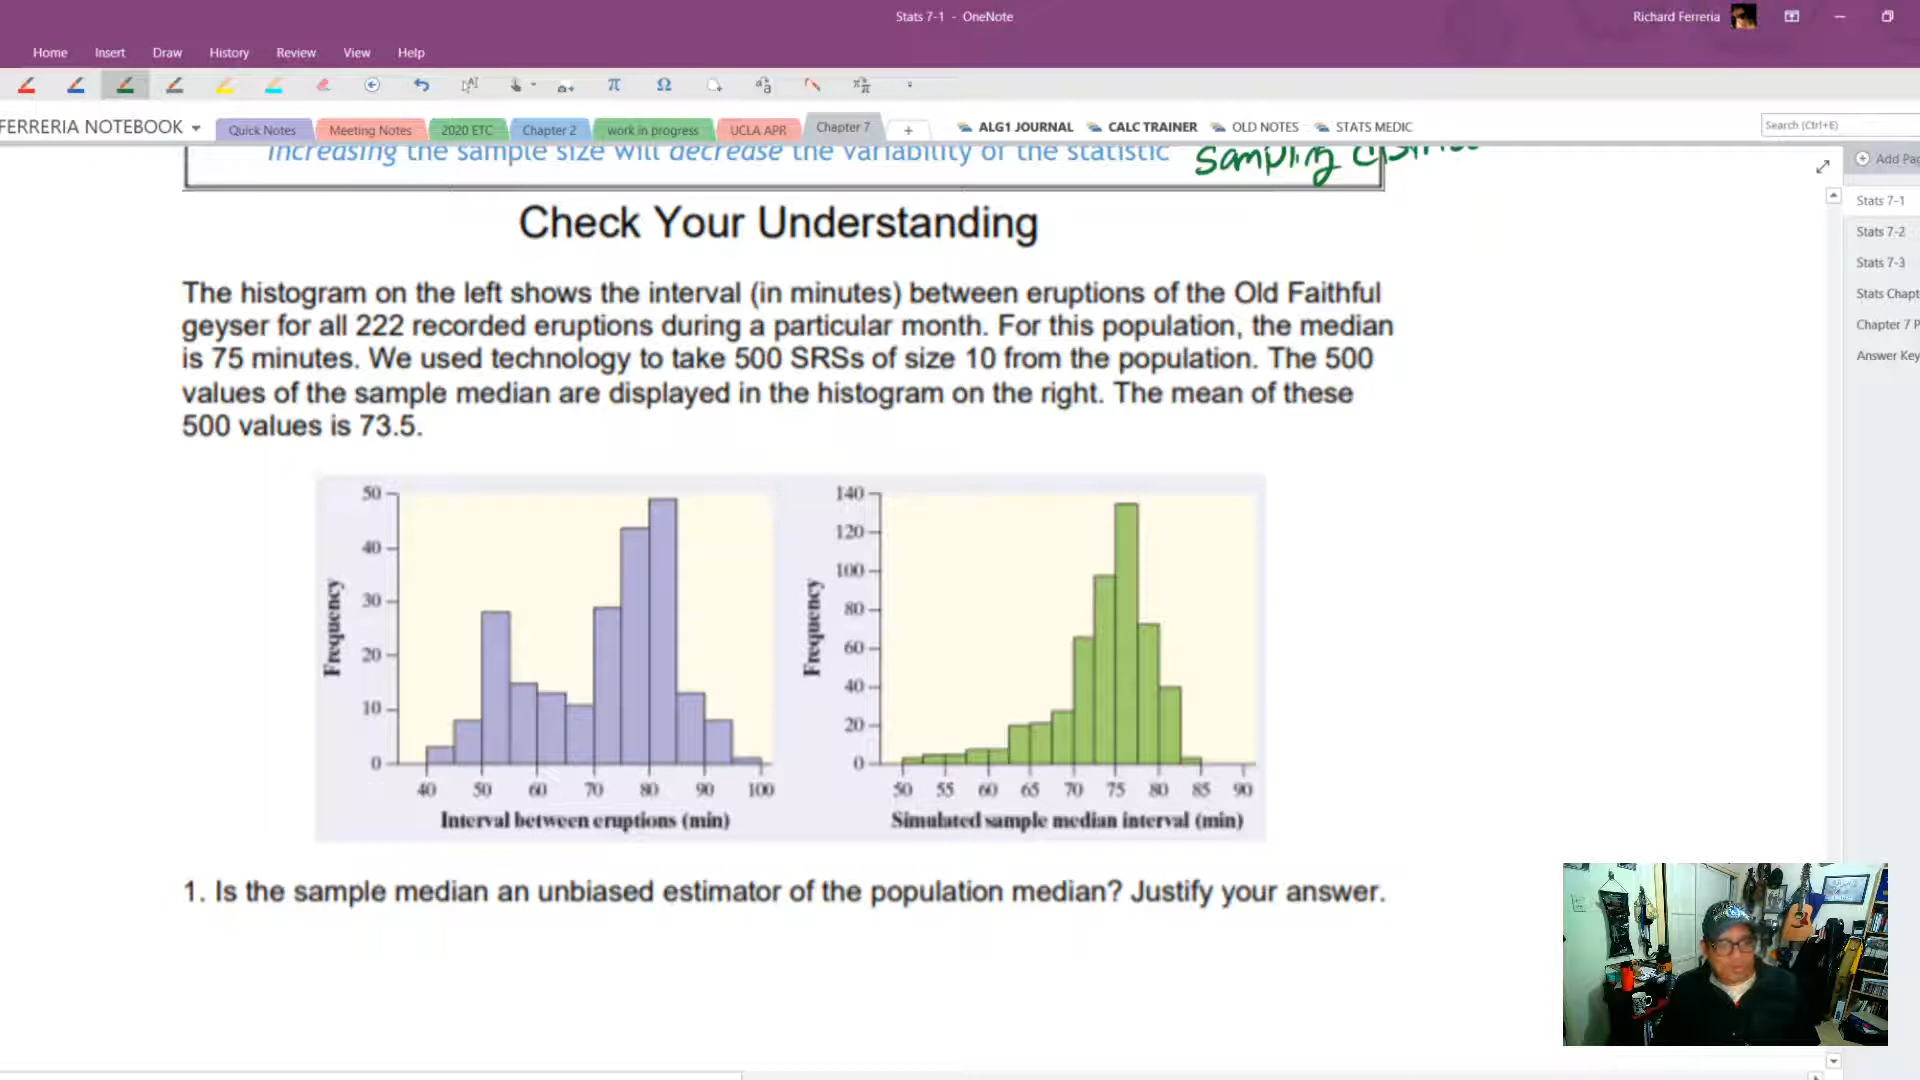 Stats 7-1 - OneNote
Richard Ferreria
Home Insert Draw History Review View Help
FERRERIA NOTEBOOK
Quick Notes Meeting Notes 2020 ETC Chapter 2 work in progress UCLA APR Chapter 7 +
ALG1 JOURNAL CALC TRAINER OLD NOTES STATS MEDIC
Search (Ctrl+E)
Add Pag
Stats 7-1
Stats 7-2
Stats 7-3
Stats Chapt
Chapter 7 P
Answer Key
Increasing the sample size will decrease the variability of the statistic
Sampling
Check Your Understanding
The histogram on the left shows the interval (in minutes) between eruptions of the Old Faithful
geyser for all 222 recorded eruptions during a particular month. For this population, the median
is 75 minutes. We used technology to take 500 SRSs of size 10 from the population. The 500
values of the sample median are displayed in the histogram on the right. The mean of these
500 values is 73.5.
Frequency
50
40
30
20
10
0
40 50 60 70 80 90 100
Interval between eruptions (min)
Frequency
140
120
100
80
60
40
20
0
50 55 60 65 70 75 80 85 90
Simulated sample median interval (min)
1. Is the sample median an unbiased estimator of the population median? Justify your answer.